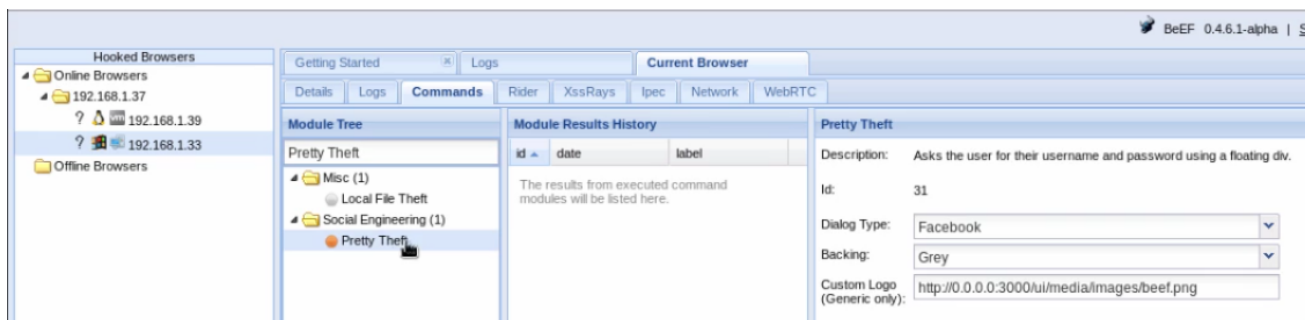 BeEF 0.4.6.1-alpha |
Hooked Browsers
Online Browsers
192.168.1.37
? 192.168.1.39
? 192.168.1.33
Offline Browsers
Getting Started Logs Current Browser
Details Logs Commands Rider XssRays Ipec Network WebRTC
Module Tree
Pretty Theft
Misc (1)
Local File Theft
Social Engineering (1)
Pretty Theft
Module Results History
id date label
The results from executed command
modules will be listed here.
Pretty Theft
Description: Asks the user for their username and password using a floating div.
Id: 31
Dialog Type: Facebook
Backing: Grey
Custom Logo
(Generic only): http://0.0.0.0:3000/ui/media/images/beef.png